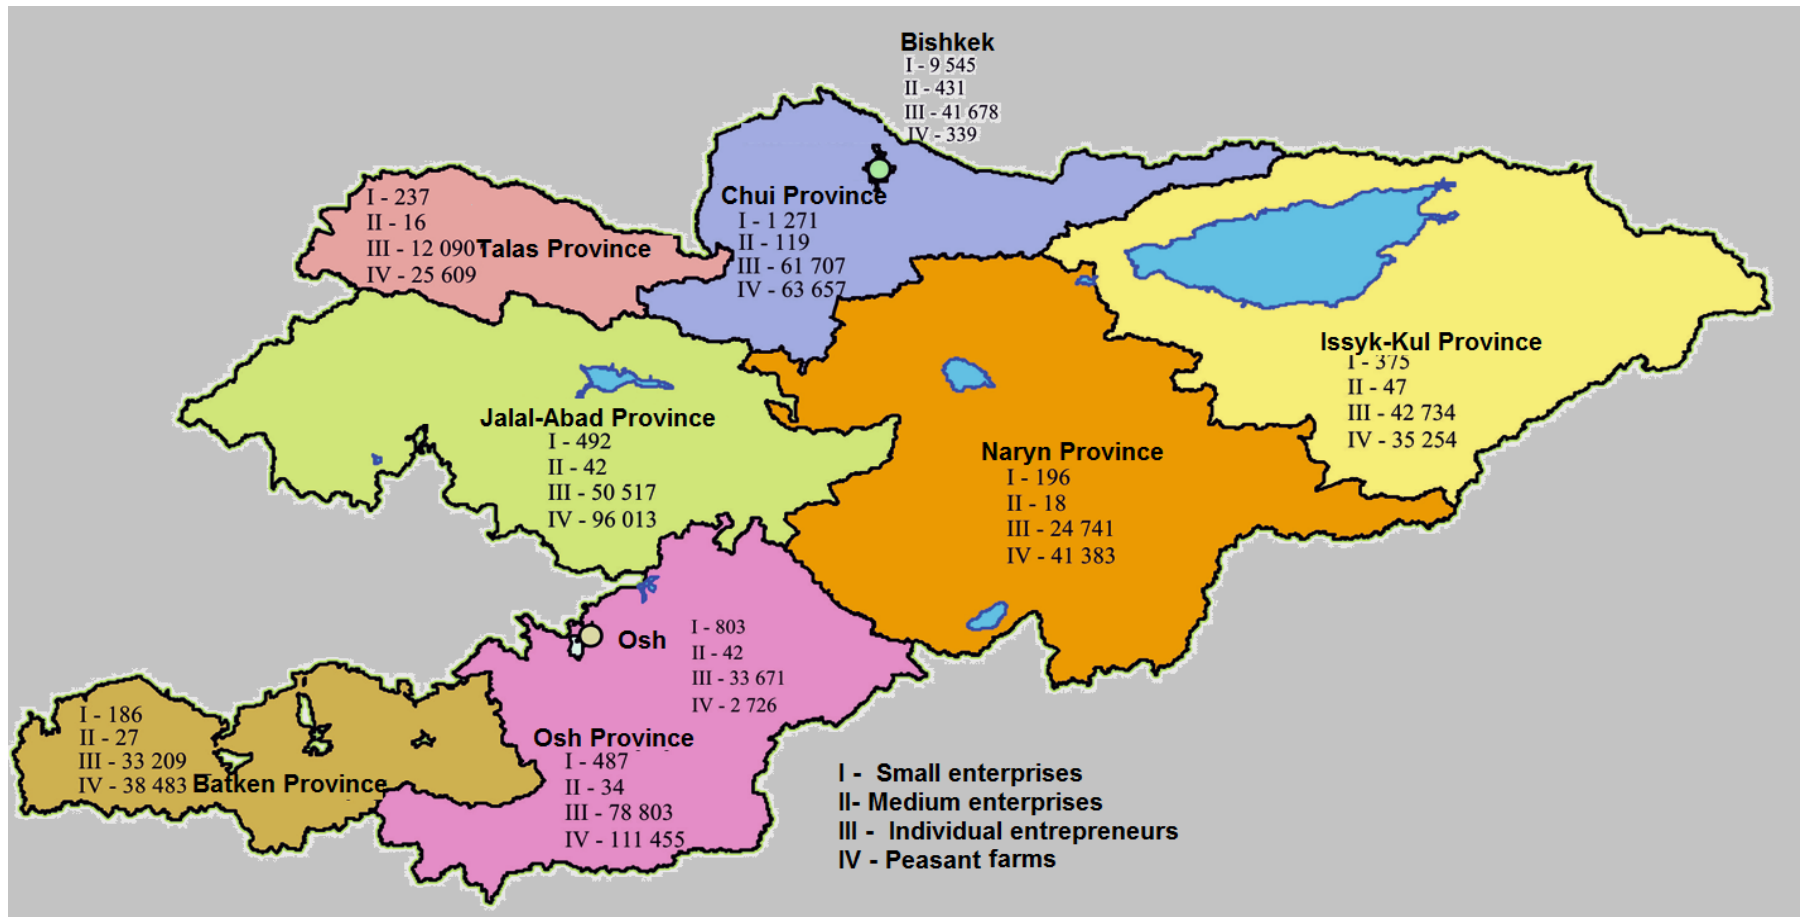 Bishkek
I - 9 545
II - 431
III - 41 678
IV - 339
Chui Province
I - 1 271
II - 119
III - 61 707
IV - 63 657
I - 237
II - 16
III - 12 090
IV - 25 609
Talas Province
Issyk-Kul Province
I - 375
II - 47
III - 42 734
IV - 35 254
Jalal-Abad Province
I - 492
II - 42
III - 50 517
IV - 96 013
Naryn Province
I - 196
II - 18
III - 24 741
IV - 41 383
Osh
I - 803
II - 42
III - 33 671
IV - 2 726
Osh Province
I - 487
II - 34
III - 78 803
IV - 111 455
I - 186
II - 27
III - 33 209
IV - 38 483
Batken Province
I - Small enterprises
II- Medium enterprises
III - Individual entrepreneurs
IV - Peasant farms